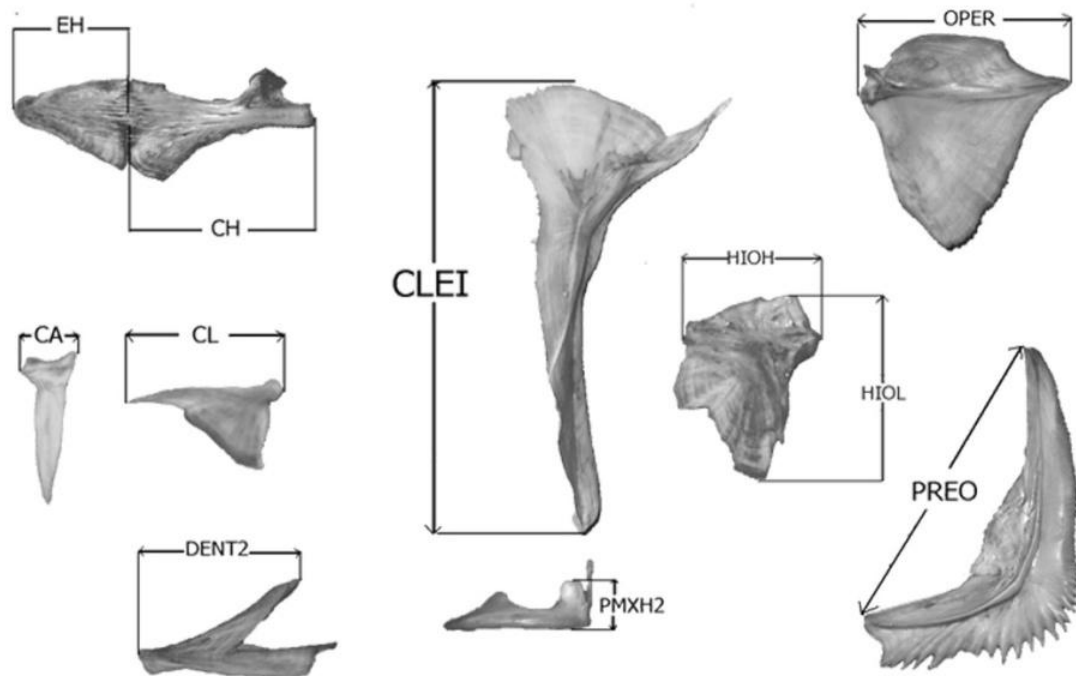 EH
OPER
CH
CLEI
HIOH
CA
CL
HIOL
PREO
DENT2
PMXH2